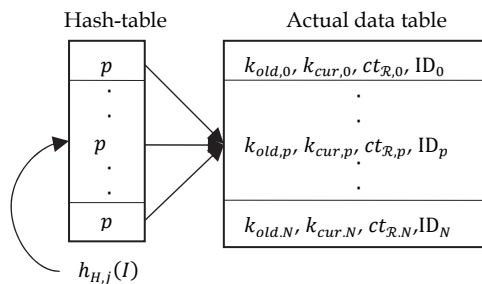 Hash-table Actual data table
p k_{old,0}, k_{cur,0}, ct_{ℛ,0}, ID_0
p k_{old,p}, k_{cur,p}, ct_{ℛ,p}, ID_p
p k_{old.N}, k_{cur.N}, ct_{ℛ.N},ID_N
h_{H,j}(I)